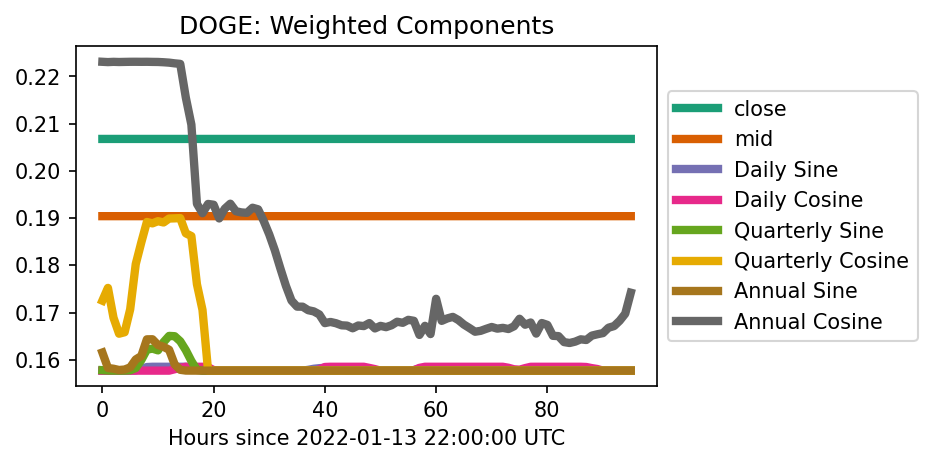 DOGE: Weighted Components
0.22
0.21
0.20
0.19
0.18
0.17
0.16
0 20 40 60 80
Hours since 2022-01-13 22:00:00 UTC
close
mid
Daily Sine
Daily Cosine
Quarterly Sine
Quarterly Cosine
Annual Sine
Annual Cosine